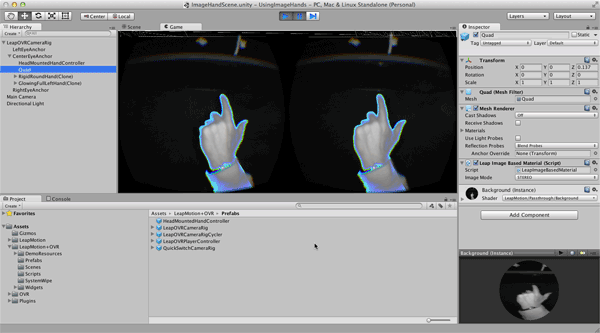 ImageHandScene.unity - UsingImageHands - PC, Mac & Linux Standalone (Personal)
Center Local Layers Layout
Hierarchy Scene Game Inspector
Create All
LeapOVRCameraRig
LeftEyeAnchor
CenterEyeAnchor
HeadMountedHandController
Quad
RigidRoundHand(Clone)
GlowingFullLeftHand(Clone)
RightEyeAnchor
Main Camera
Directional Light
Quad Static
Tag Untagged Layer Default
Transform
Position X 0 Y 0 Z 0.137
Rotation X 0 Y 0 Z 0
Scale X 1 Y 1 Z 1
Quad (Mesh Filter)
Mesh Quad
Mesh Renderer
Cast Shadows Off
Receive Shadows
Materials
Use Light Probes
Reflection Probes Blend Probes
Anchor Override None (Transform)
Leap Image Based Material (Script)
Script LeapImageBasedMaterial
Image Mode STEREO
Background (Instance)
Shader LeapMotion/Passthrough/Background
Add Component
Background (Instance)
Project Console
Create
Favorites
Assets
LeapMotion
LeapMotion+OVR
DemoResources
Prefabs
Scenes
Scripts
SystemWipe
Widgets
OVR
Plugins
Assets ▸ LeapMotion+OVR ▸ Prefabs
HeadMountedHandController
LeapOVRCameraRig
LeapOVRCameraRigCycler
LeapOVRPlayerController
QuickSwitchCameraRig